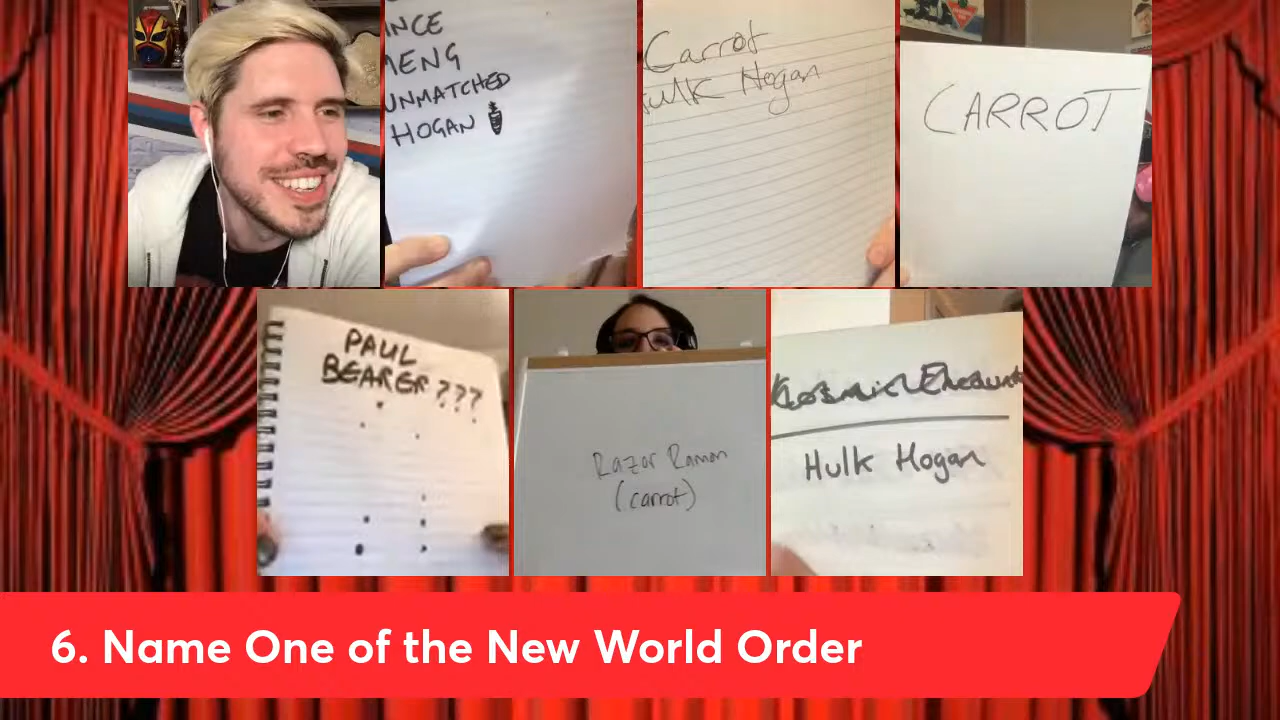 MENG
UNMATCHED
HOGAN
Carrot
Hulk Hogan
CARROT
PAUL
BEARER???
Razor Ramon
(carrot)
Hulk Hogan
6. Name One of the New World Order